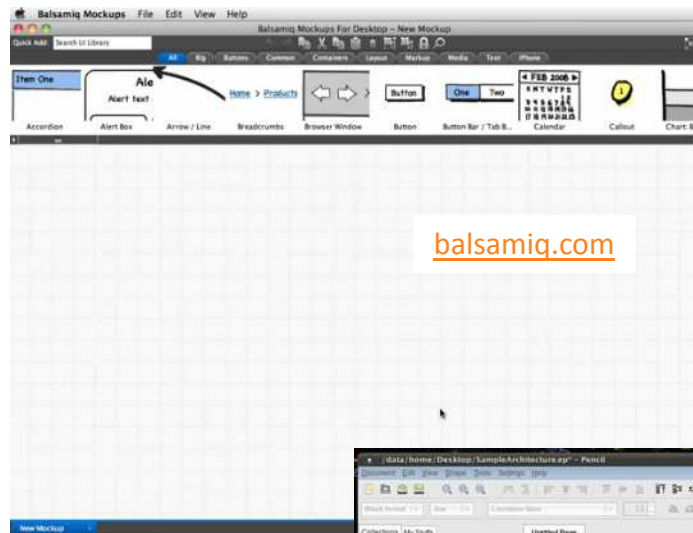 Balsamiq Mockups File Edit View Help
Balsamiq Mockups For Desktop – New Mockup
Quick Add: Search UI Library
All Big Buttons Common Containers Layout Markup Media Text iPhone
Item One
Ale
Alert text
Home > Products
Button
One Two
FEB 2008
1
Accordion Alert Box Arrow / Line Breadcrumbs Browser Window Button Button Bar / Tab B... Calendar Callout Chart: B
balsamiq.com
/data/home/Desktop/SampleArchitecture.ep* – Pencil
Document Edit View Shape Tools Settings Help
Collections My Stuffs Untitled Page
New Mockup